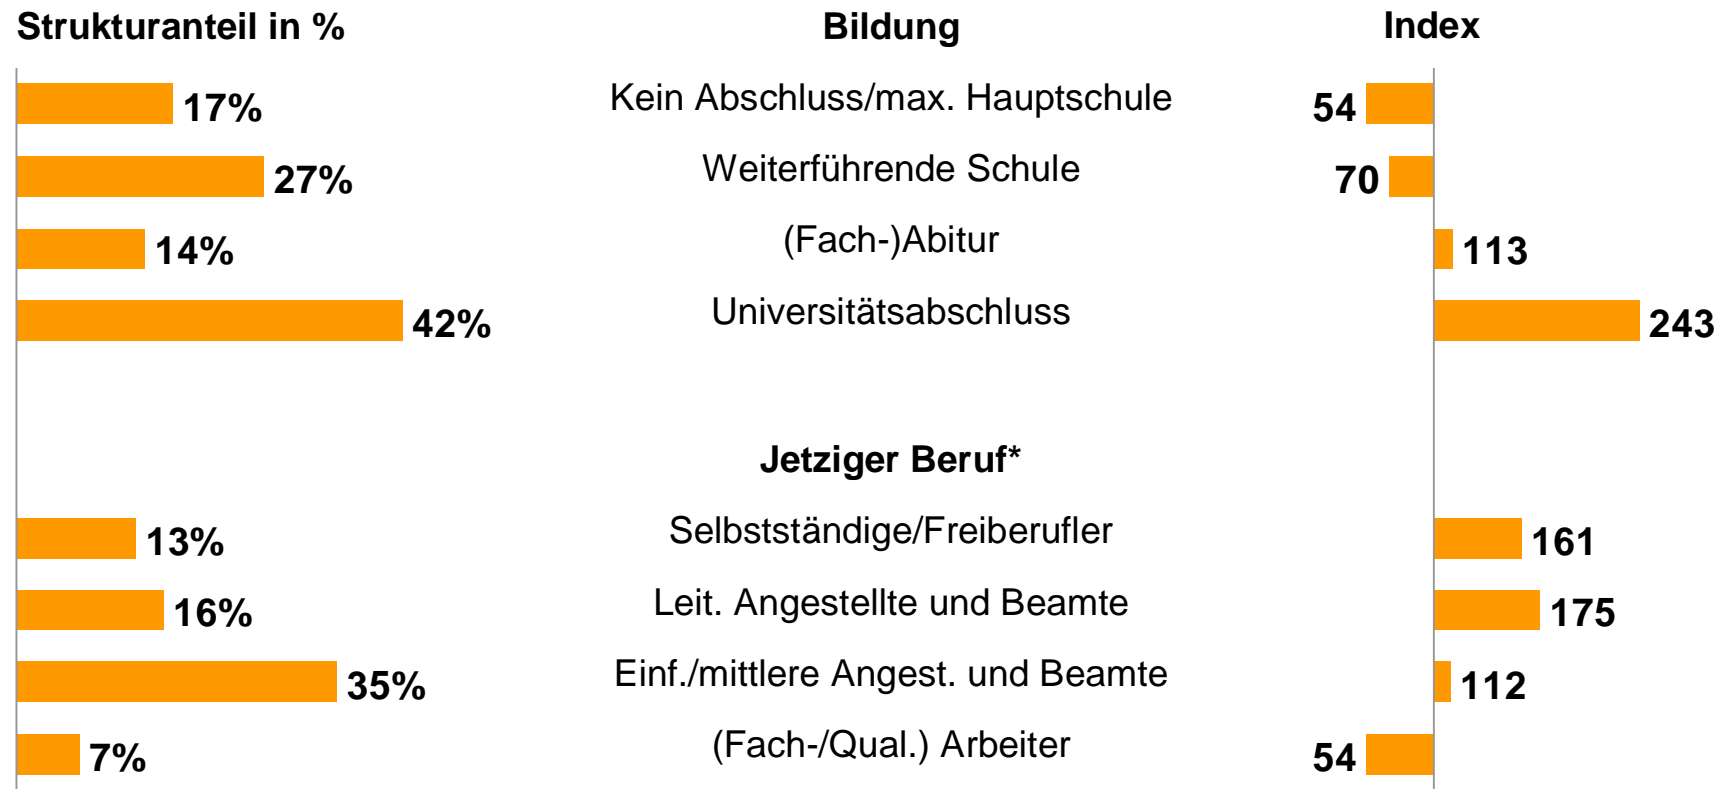 Strukturanteil in % Bildung Index
17% Kein Abschluss/max. Hauptschule 54
27% Weiterführende Schule 70
14% (Fach-)Abitur 113
42% Universitätsabschluss 243
Jetziger Beruf*
13% Selbstständige/Freiberufler 161
16% Leit. Angestellte und Beamte 175
35% Einf./mittlere Angest. und Beamte 112
7% (Fach-/Qual.) Arbeiter 54